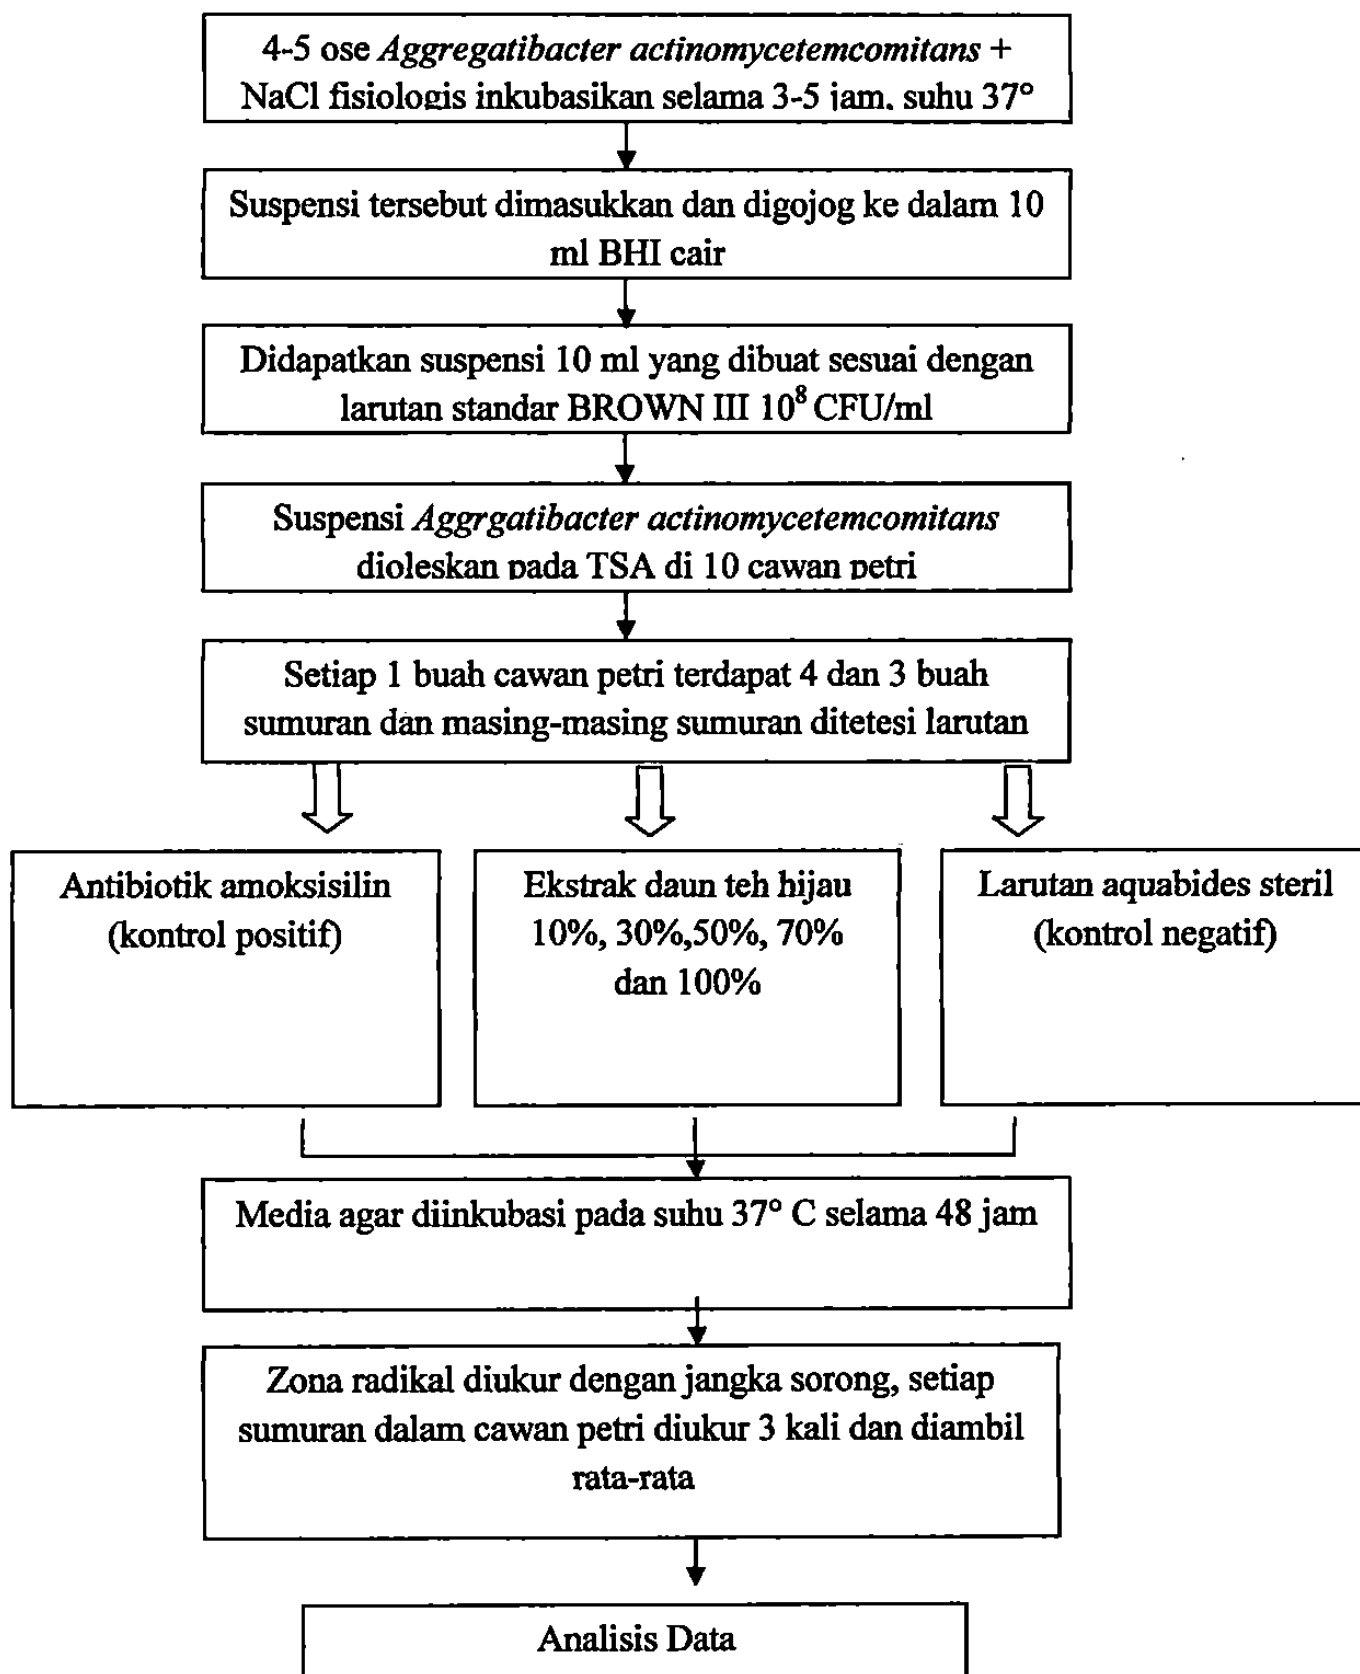 4-5 ose Aggregatibacter actinomycetemcomitans +
NaCl fisiologis inkubasikan selama 3-5 jam, suhu 37°
Suspensi tersebut dimasukkan dan digojog ke dalam 10
ml BHI cair
Didapatkan suspensi 10 ml yang dibuat sesuai dengan
larutan standar BROWN III 10⁸ CFU/ml
Suspensi Aggrgatibacter actinomycetemcomitans
dioleskan pada TSA di 10 cawan petri
Setiap 1 buah cawan petri terdapat 4 dan 3 buah
sumuran dan masing-masing sumuran ditetesi larutan
Antibiotik amoksisilin
(kontrol positif)
Ekstrak daun teh hijau
10%, 30%,50%, 70%
dan 100%
Larutan aquabides steril
(kontrol negatif)
Media agar diinkubasi pada suhu 37° C selama 48 jam
Zona radikal diukur dengan jangka sorong, setiap
sumuran dalam cawan petri diukur 3 kali dan diambil
rata-rata
Analisis Data